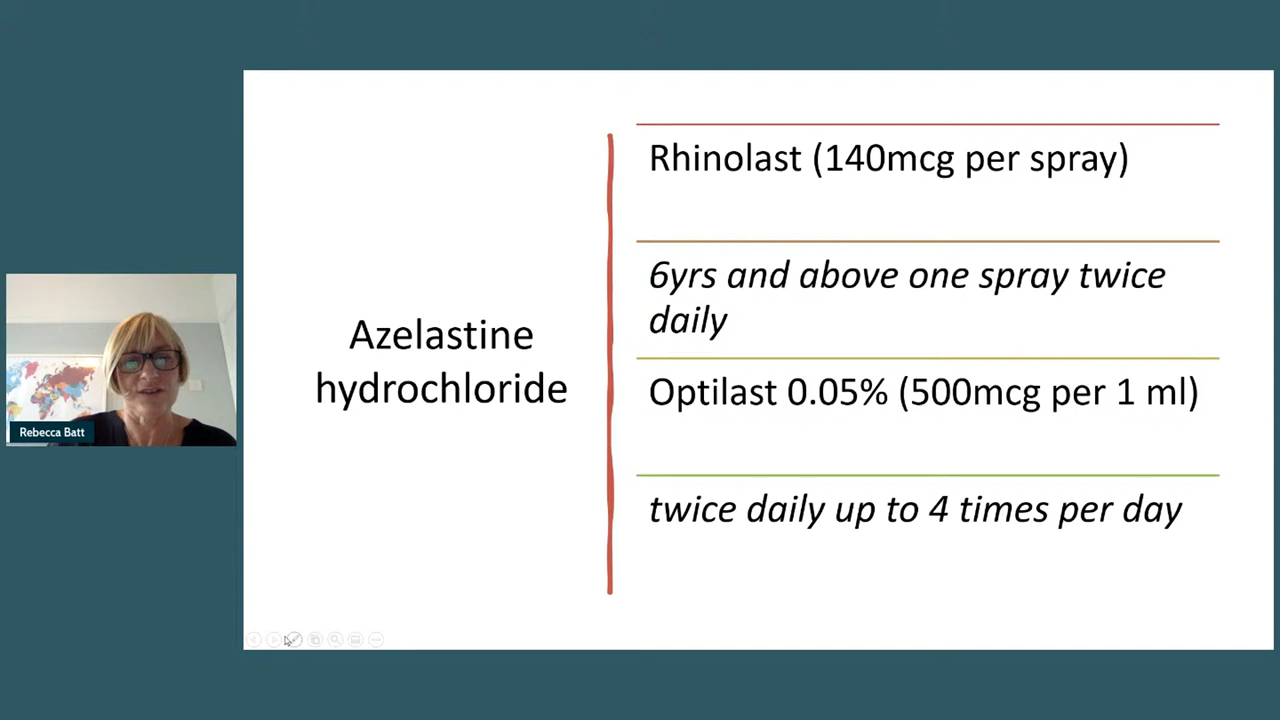 Azelastine
hydrochloride
Rhinolast (140mcg per spray)
6yrs and above one spray twice
daily
Optilast 0.05% (500mcg per 1 ml)
twice daily up to 4 times per day
Rebecca Batt